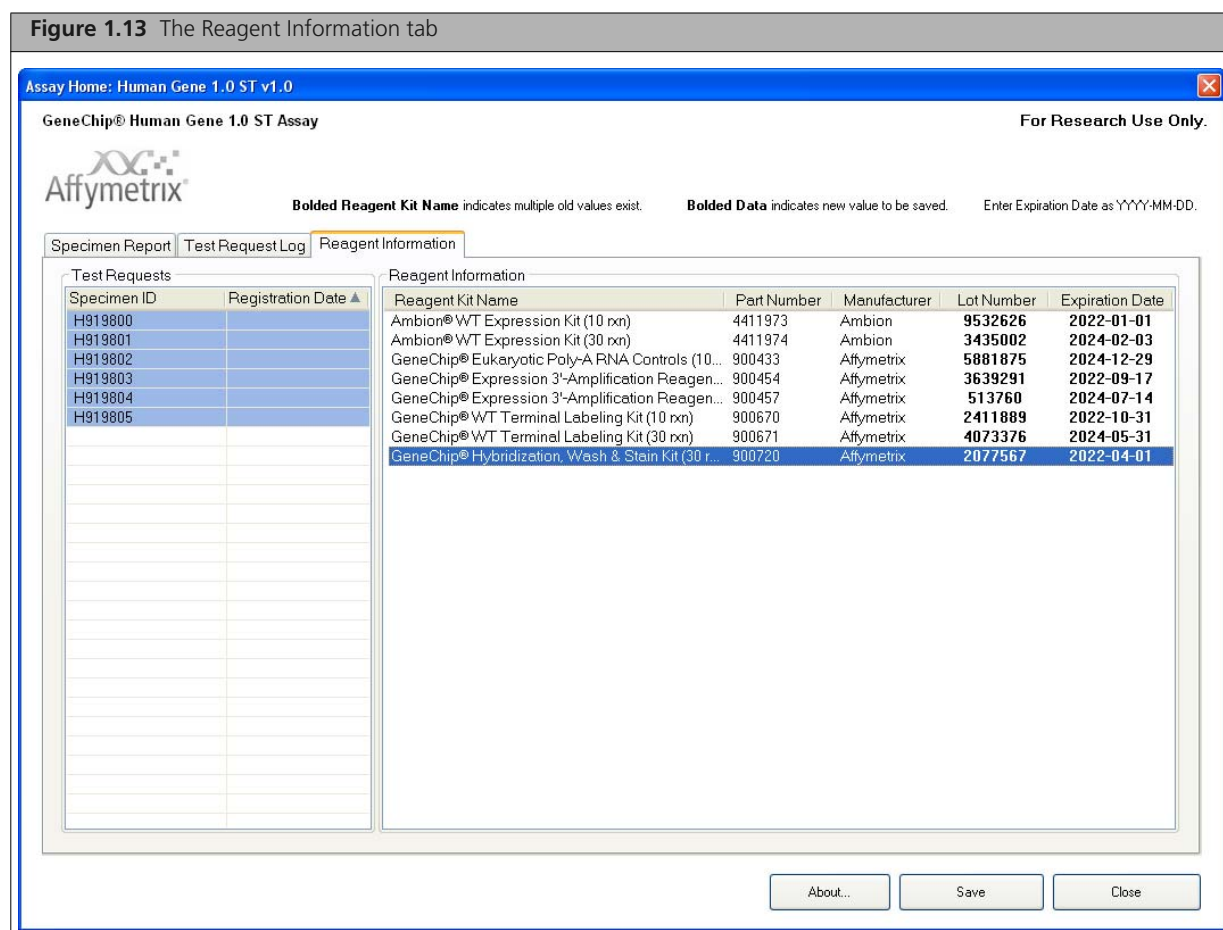 Figure 1.13 The Reagent Information tab
Assay Home: Human Gene 1.0 ST v1.0
GeneChip® Human Gene 1.0 ST Assay
For Research Use Only.
Affymetrix®
Bolded Reagent Kit Name indicates multiple old values exist. Bolded Data indicates new value to be saved. Enter Expiration Date as YYYY-MM-DD.
Specimen Report Test Request Log Reagent Information
Test Requests
Specimen ID Registration Date
H919800
H919801
H919802
H919803
H919804
H919805
Reagent Information
Reagent Kit Name Part Number Manufacturer Lot Number Expiration Date
Ambion® WT Expression Kit (10 rxn) 4411973 Ambion 9532626 2022-01-01
Ambion® WT Expression Kit (30 rxn) 4411974 Ambion 3435002 2024-02-03
GeneChip® Eukaryotic Poly-A RNA Controls (10... 900433 Affymetrix 5881875 2024-12-29
GeneChip® Expression 3'-Amplification Reagen... 900454 Affymetrix 3639291 2022-09-17
GeneChip® Expression 3'-Amplification Reagen... 900457 Affymetrix 513760 2024-07-14
GeneChip® WT Terminal Labeling Kit (10 rxn) 900670 Affymetrix 2411889 2022-10-31
GeneChip® WT Terminal Labeling Kit (30 rxn) 900671 Affymetrix 4073376 2024-05-31
GeneChip® Hybridization, Wash & Stain Kit (30 r... 900720 Affymetrix 2077567 2022-04-01
About... Save Close